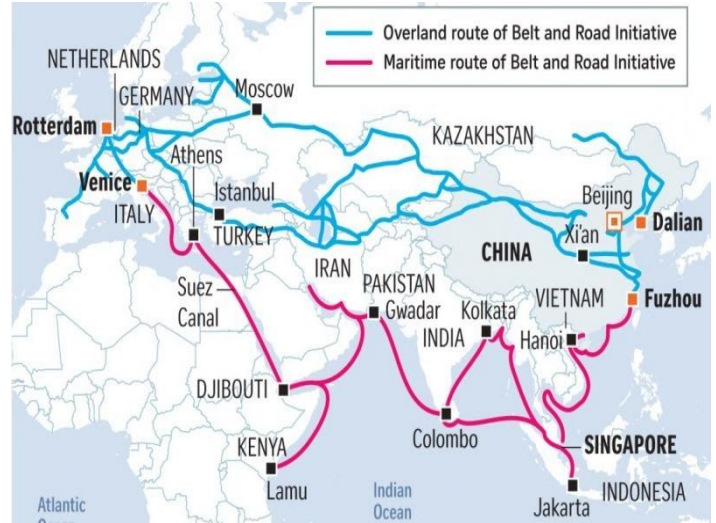 Overland route of Belt and Road Initiative
Maritime route of Belt and Road Initiative
NETHERLANDS
GERMANY
Moscow
Rotterdam
Athens
KAZAKHSTAN
Venice
Istanbul
Beijing
ITALY
TURKEY
Xi'an
Dalian
CHINA
IRAN
PAKISTAN
Suez
Canal
Gwadar
Kolkata
VIETNAM
Fuzhou
INDIA
Hanoi
DJIBOUTI
KENYA
Colombo
SINGAPORE
Lamu
Jakarta
INDONESIA
Atlantic
Indian
Ocean